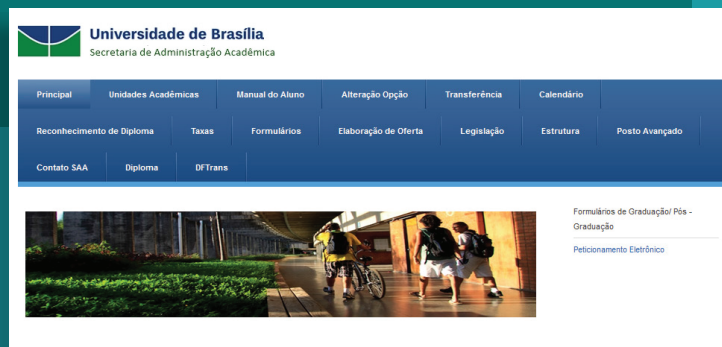 Universidade de Brasília
Secretaria de Administração Acadêmica
Principal Unidades Acadêmicas Manual do Aluno Alteração Opção Transferência Calendário
Reconhecimento de Diploma Taxas Formulários Elaboração de Oferta Legislação Estrutura Posto Avançado
Contato SAA Diploma DFTrans
Formulários de Graduação/ Pós -
Graduação
Peticionamento Eletrônico